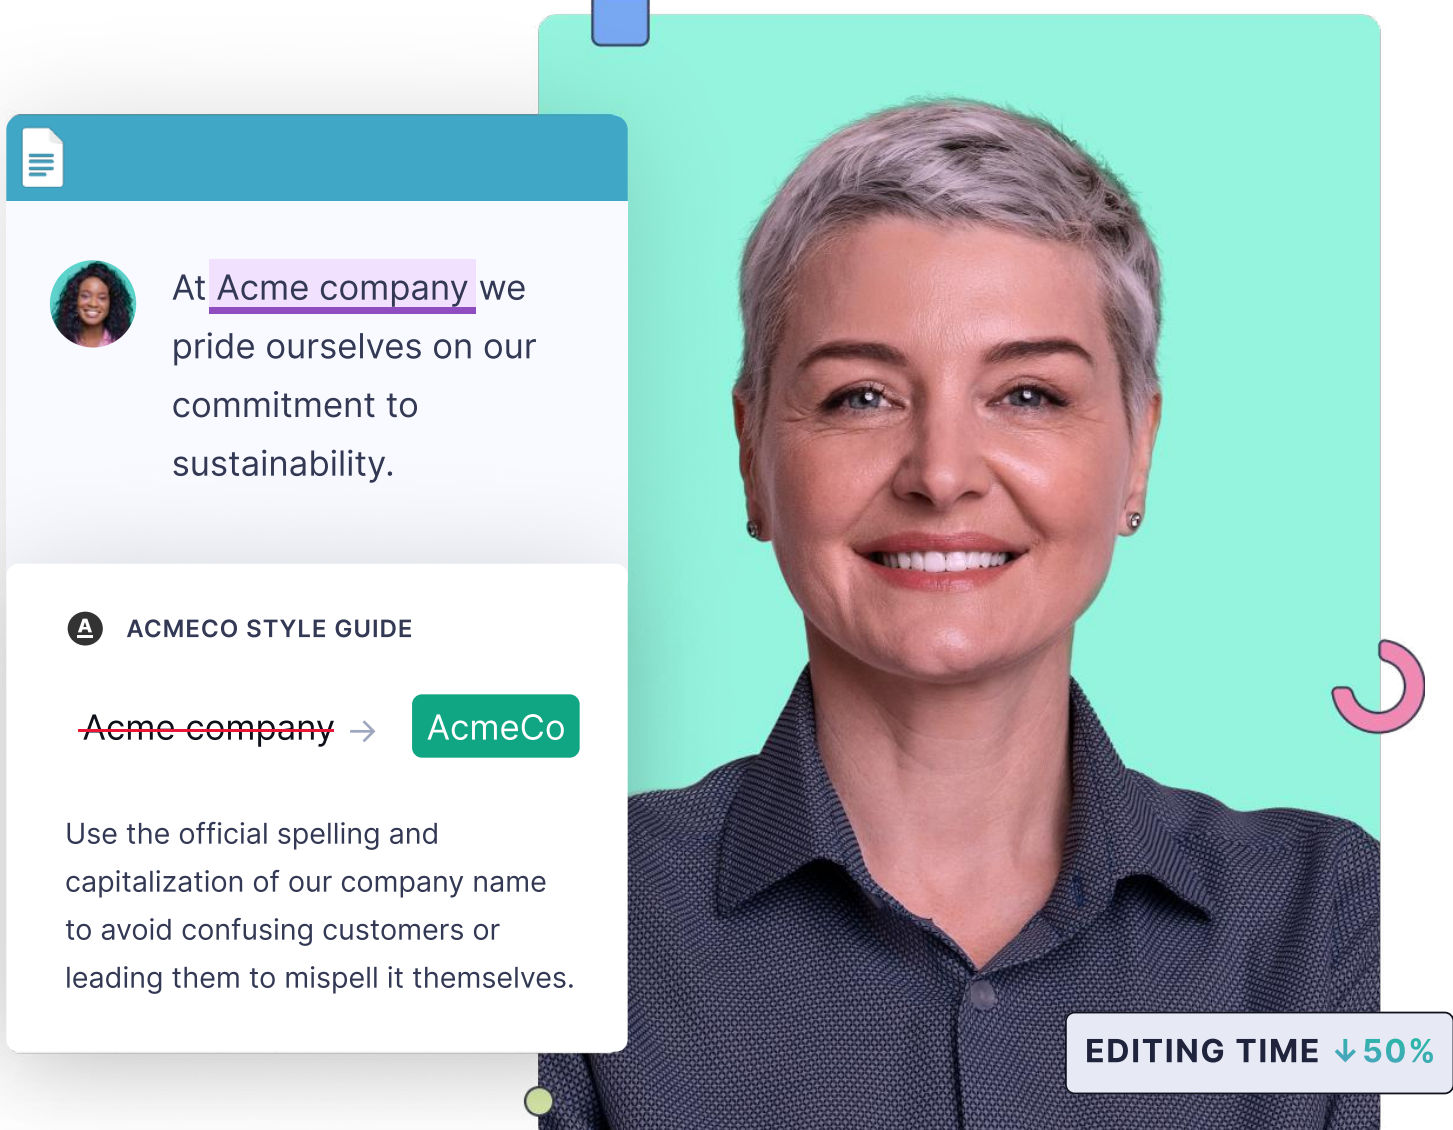 At Acme company we
pride ourselves on our
commitment to
sustainability.
A ACMECO STYLE GUIDE
Acme company → AcmeCo
Use the official spelling and
capitalization of our company name
to avoid confusing customers or
leading them to mispell it themselves.
EDITING TIME ↓50%